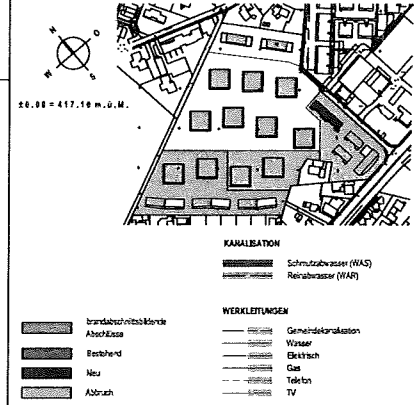 N
O
W
S
±0.00 = 417.10 m.ü.M.
KANALISATION
Schmutzabwasser (WAS)
Reinabwasser (WAR)
brandabschnittsbildende
Abschlüsse
Bestehend
Neu
Abbruch
WERKLEITUNGEN
Gemeindekanalisation
Wasser
Elektrisch
Gas
Telefon
TV